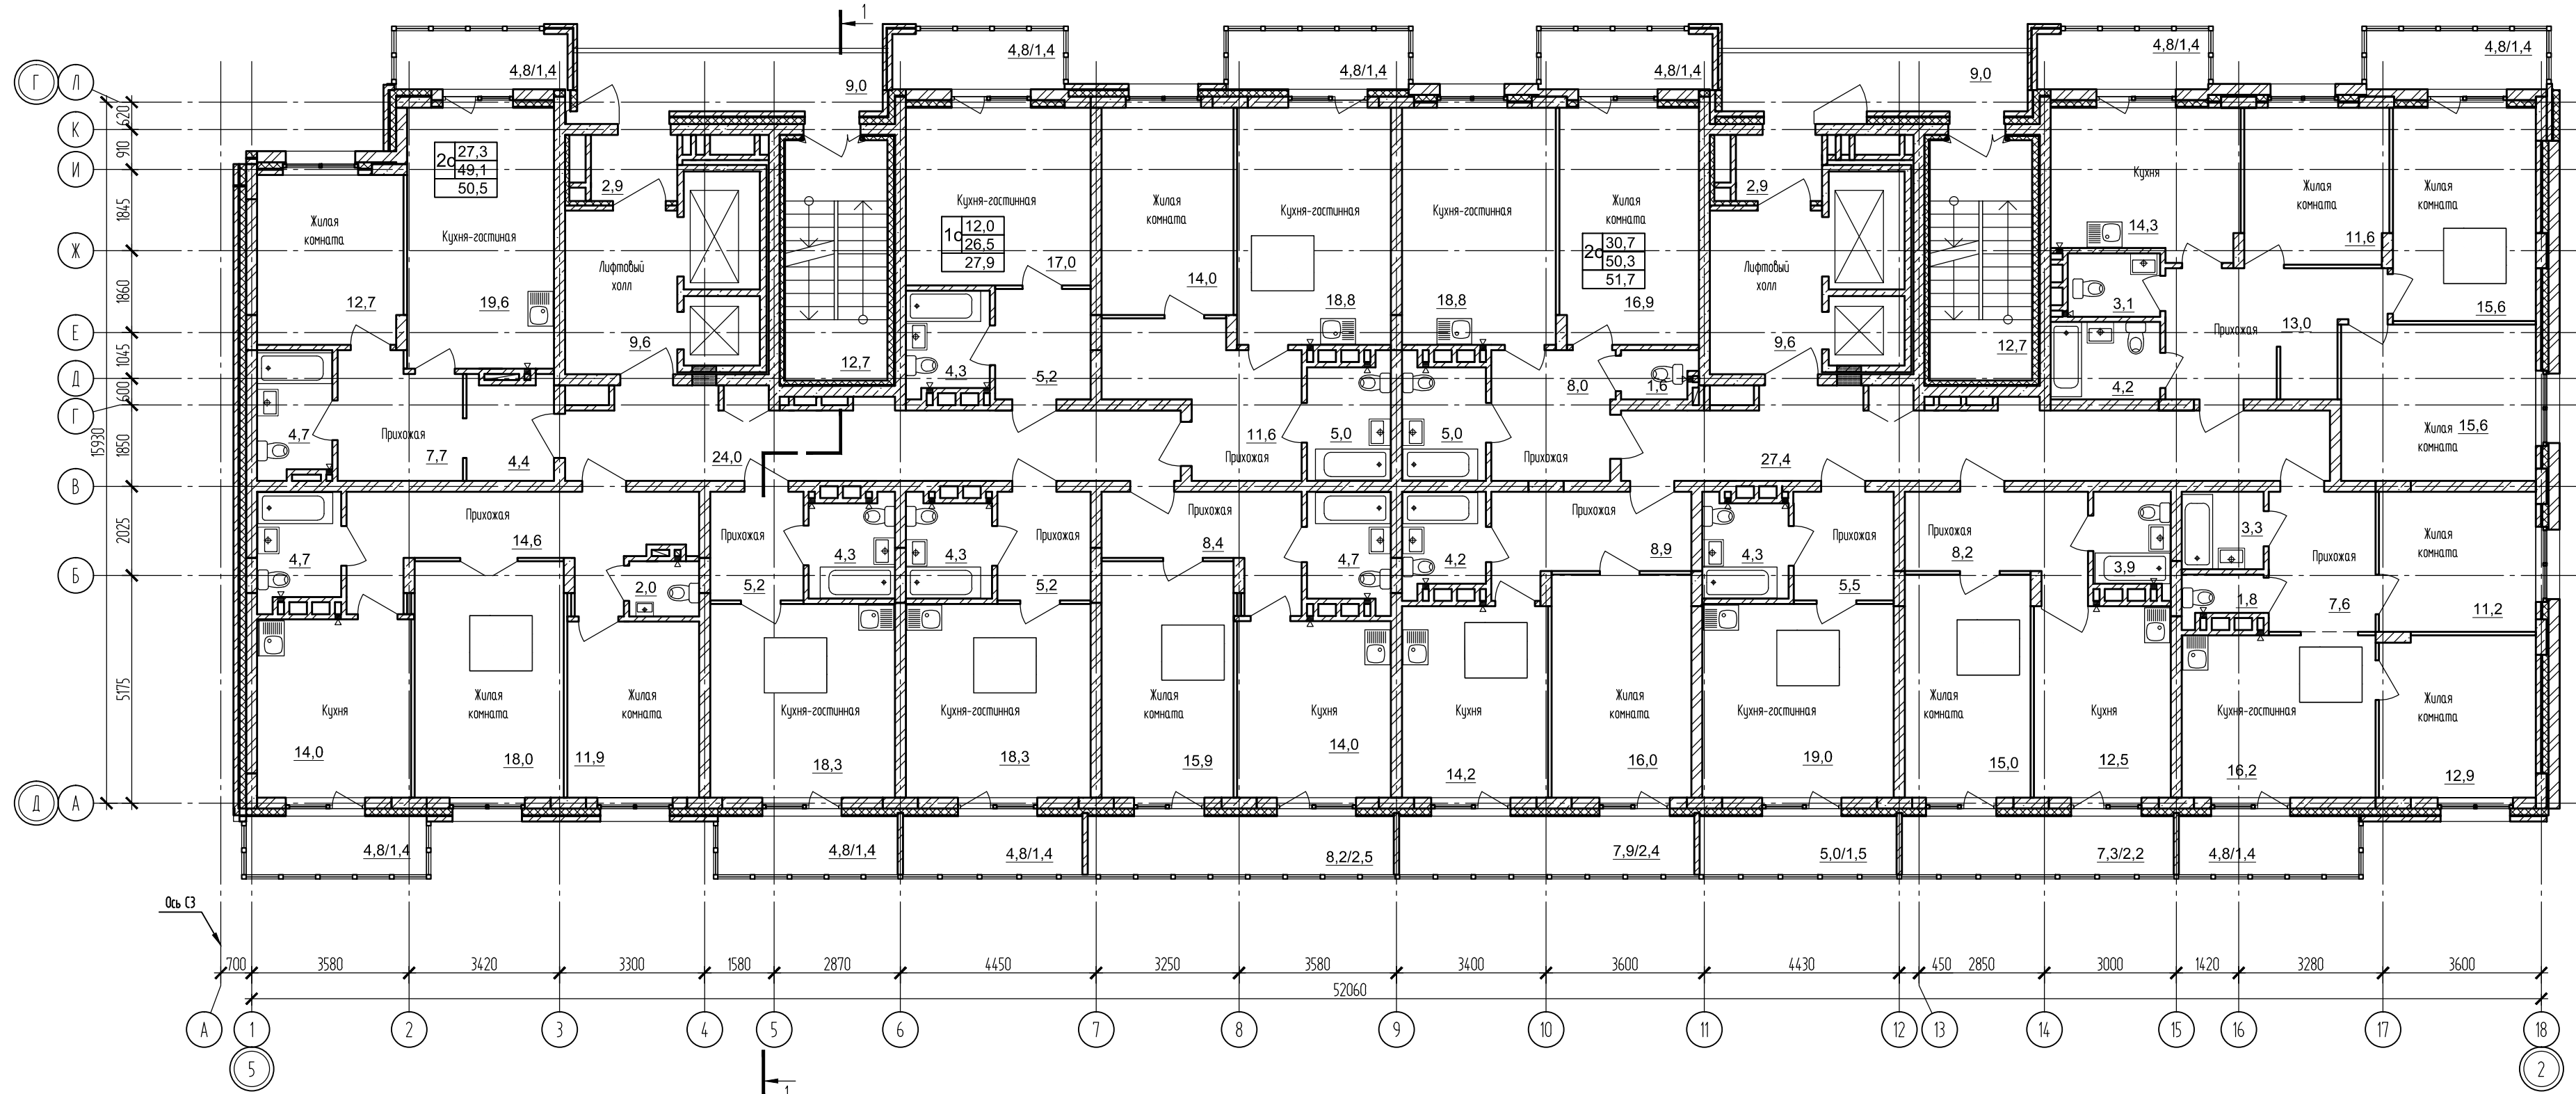 1
Г
Л
К
И
Ж
Е
Д
Г
В
Б
Д
А
620
910
1845
1860
1045
600
1850
2025
5175
15930
4,8/1,4
9,0
4,8/1,4
4,8/1,4
4,8/1,4
9,0
4,8/1,4
4,8/1,4
2с
27,3
49,1
50,5
Жилая
комната
12,7
Кухня-гостиная
19,6
2,9
Лифтовый
холл
9,6
12,7
Кухня-гостинная
1с
12,0
26,5
27,9
17,0
4,3
5,2
Жилая
комната
14,0
Кухня-гостинная
18,8
Кухня-гостинная
18,8
Жилая
комната
2с
30,7
50,3
51,7
16,9
2,9
Лифтовый
холл
9,6
12,7
Кухня
14,3
Жилая
комната
11,6
Жилая
комната
15,6
3,1
Прихожая
13,0
4,2
8,0
1,6
4,7
Прихожая
7,7
4,4
24,0
11,6
Прихожая
5,0
5,0
Прихожая
27,4
Жилая
комната
15,6
Прихожая
14,6
4,7
2,0
Прихожая
5,2
4,3
4,3
Прихожая
5,2
Прихожая
8,4
4,7
4,2
Прихожая
8,9
4,3
Прихожая
5,5
Прихожая
8,2
3,9
3,3
1,8
Прихожая
7,6
Жилая
комната
11,2
Кухня
14,0
Жилая
комната
18,0
Жилая
комната
11,9
Кухня-гостинная
18,3
Кухня-гостинная
18,3
Жилая
комната
15,9
Кухня
14,0
Кухня
14,2
Жилая
комната
16,0
Кухня-гостинная
19,0
Жилая
комната
15,0
Кухня
12,5
Кухня-гостинная
16,2
Жилая
комната
12,9
4,8/1,4
4,8/1,4
4,8/1,4
8,2/2,5
7,9/2,4
5,0/1,5
7,3/2,2
4,8/1,4
Ось С3
700
3580
3420
3300
1580
2870
4450
3250
3580
3400
3600
4430
450
2850
3000
1420
3280
3600
52060
А
1
2
3
4
5
6
7
8
9
10
11
12
13
14
15
16
17
18
5
2
1